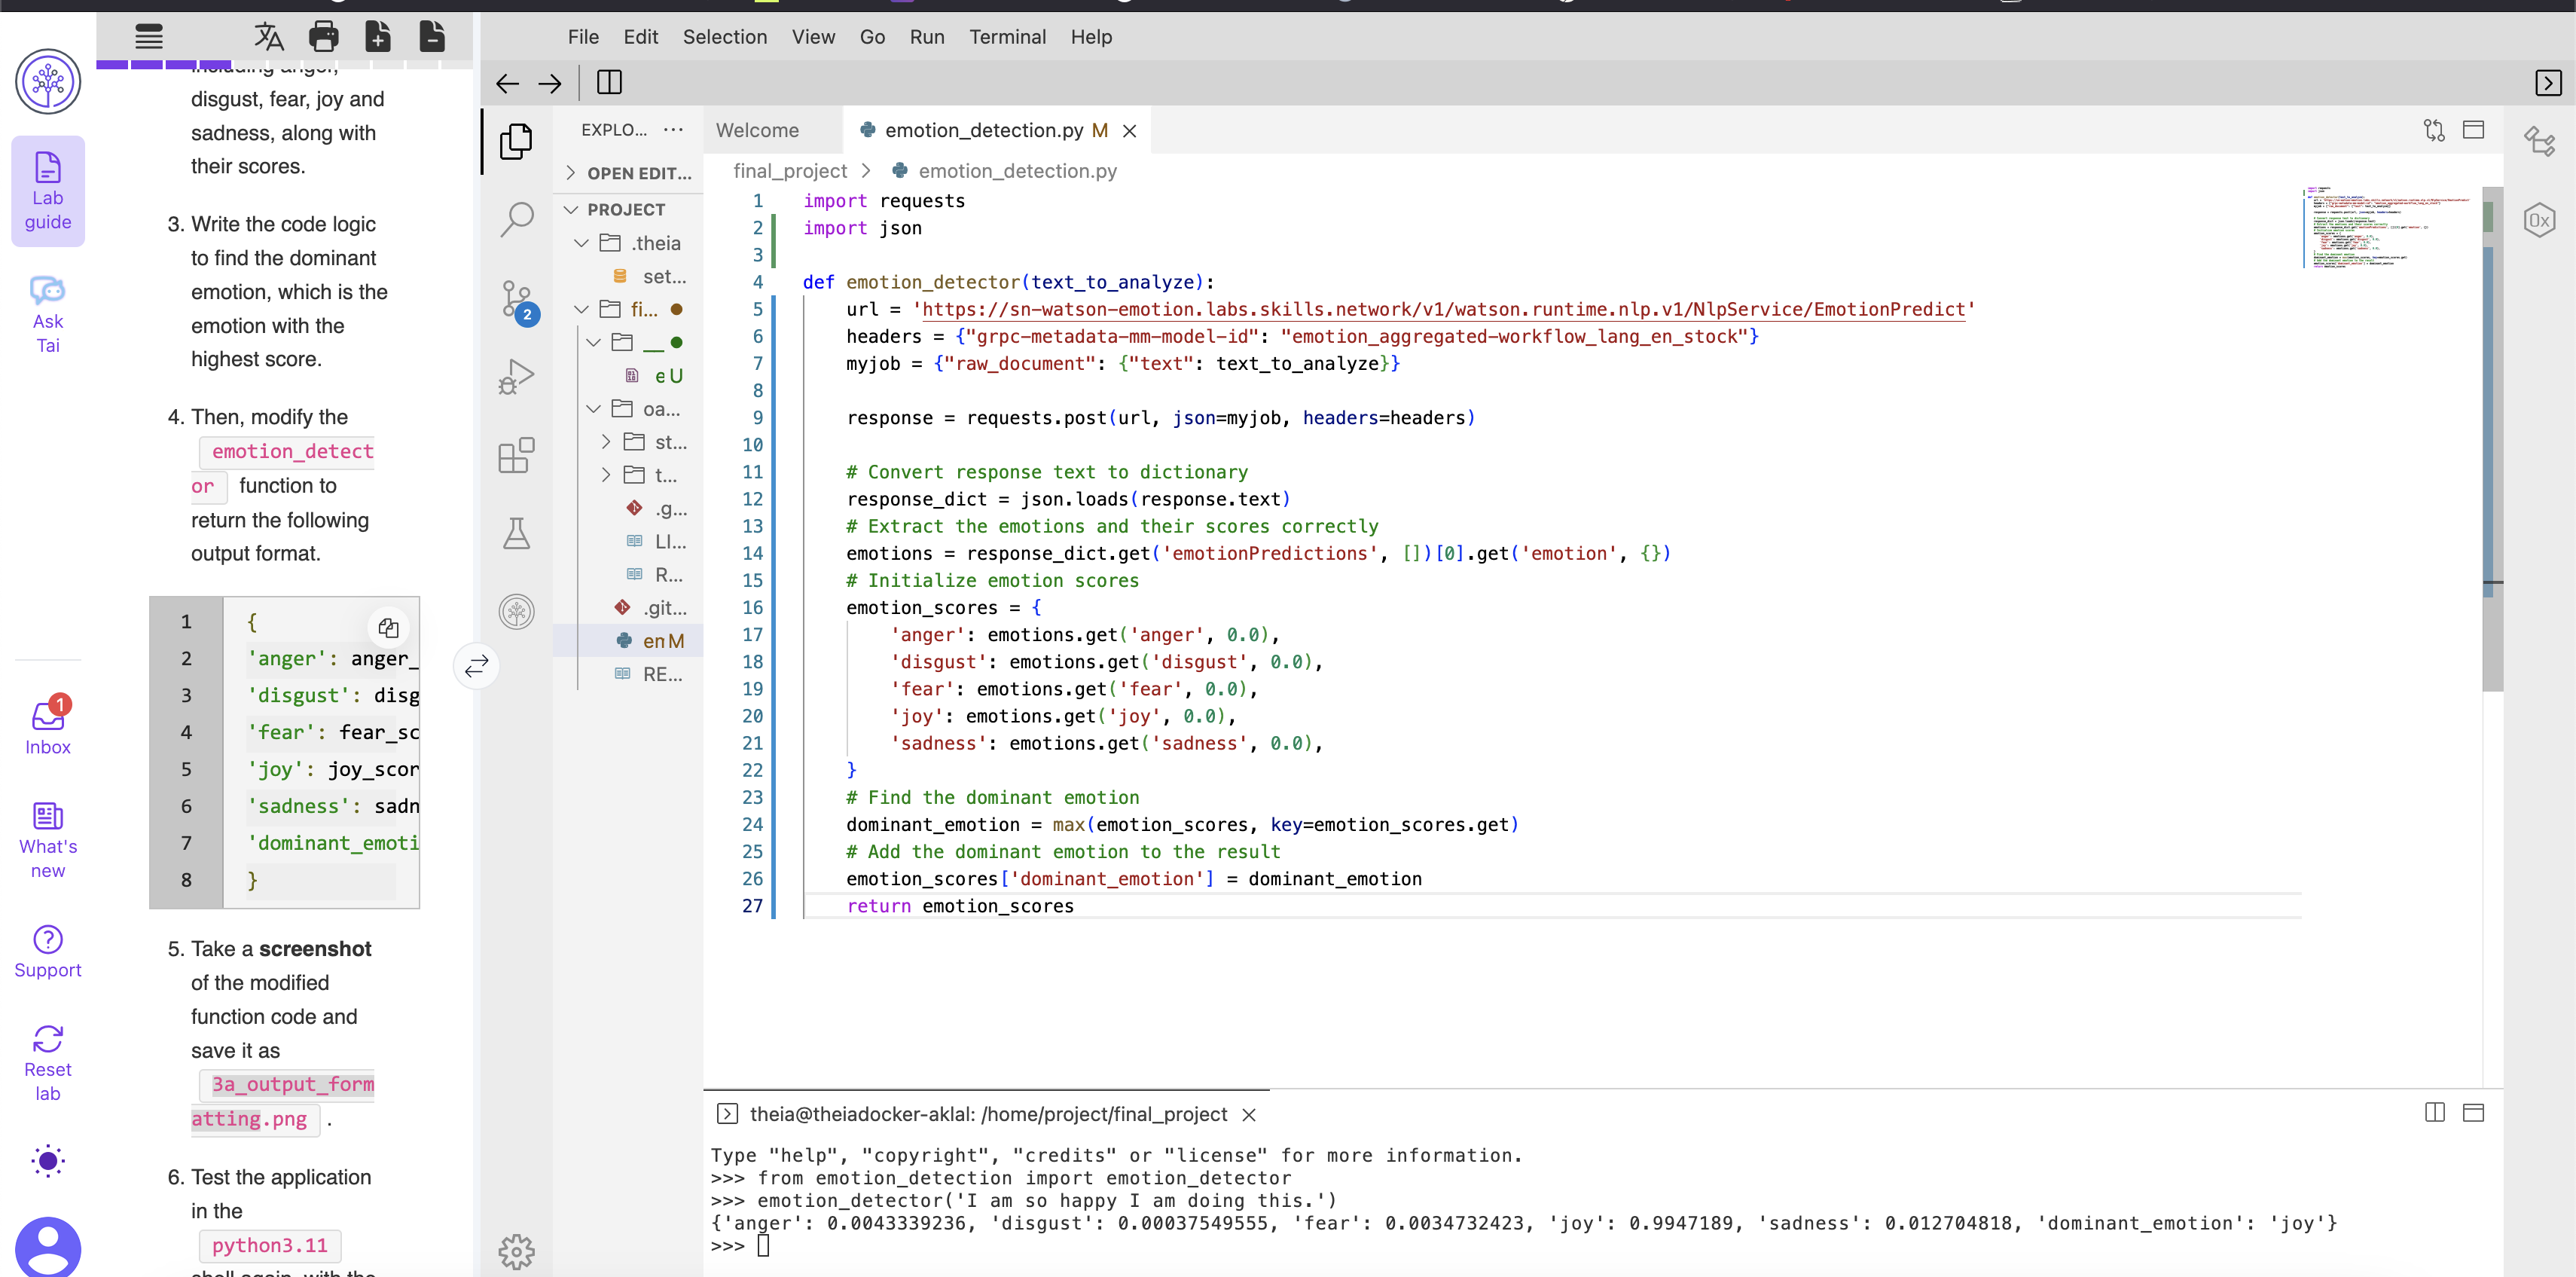 Lab
guide
Ask
Tai
1
Inbox
What's
new
Support
Reset
lab
disgust, fear, joy and
sadness, along with
their scores.
3. Write the code logic
to find the dominant
emotion, which is the
emotion with the
highest score.
4. Then, modify the
emotion_detect
or function to
return the following
output format.
1 {
2 'anger': anger_
3 'disgust': disg
4 'fear': fear_sc
5 'joy': joy_scor
6 'sadness': sadn
7 'dominant_emoti
8 }
5. Take a screenshot
of the modified
function code and
save it as
3a_output_form
atting.png .
6. Test the application
in the
python3.11
File Edit Selection View Go Run Terminal Help
EXPLO... ···
OPEN EDIT...
PROJECT
.theia
set...
fi...
__
e U
oa...
st...
t...
.g...
LI...
R...
.git...
en M
RE...
2
Welcome
emotion_detection.py M
final_project > emotion_detection.py
1 import requests
2 import json
3
4 def emotion_detector(text_to_analyze):
5 url = 'https://sn-watson-emotion.labs.skills.network/v1/watson.runtime.nlp.v1/NlpService/EmotionPredict'
6 headers = {"grpc-metadata-mm-model-id": "emotion_aggregated-workflow_lang_en_stock"}
7 myjob = {"raw_document": {"text": text_to_analyze}}
8
9 response = requests.post(url, json=myjob, headers=headers)
10
11 # Convert response text to dictionary
12 response_dict = json.loads(response.text)
13 # Extract the emotions and their scores correctly
14 emotions = response_dict.get('emotionPredictions', [])[0].get('emotion', {})
15 # Initialize emotion scores
16 emotion_scores = {
17 'anger': emotions.get('anger', 0.0),
18 'disgust': emotions.get('disgust', 0.0),
19 'fear': emotions.get('fear', 0.0),
20 'joy': emotions.get('joy', 0.0),
21 'sadness': emotions.get('sadness', 0.0),
22 }
23 # Find the dominant emotion
24 dominant_emotion = max(emotion_scores, key=emotion_scores.get)
25 # Add the dominant emotion to the result
26 emotion_scores['dominant_emotion'] = dominant_emotion
27 return emotion_scores
theia@theiadocker-aklal: /home/project/final_project
Type "help", "copyright", "credits" or "license" for more information.
>>> from emotion_detection import emotion_detector
>>> emotion_detector('I am so happy I am doing this.')
{'anger': 0.0043339236, 'disgust': 0.00037549555, 'fear': 0.0034732423, 'joy': 0.9947189, 'sadness': 0.012704818, 'dominant_emotion': 'joy'}
>>>
0x